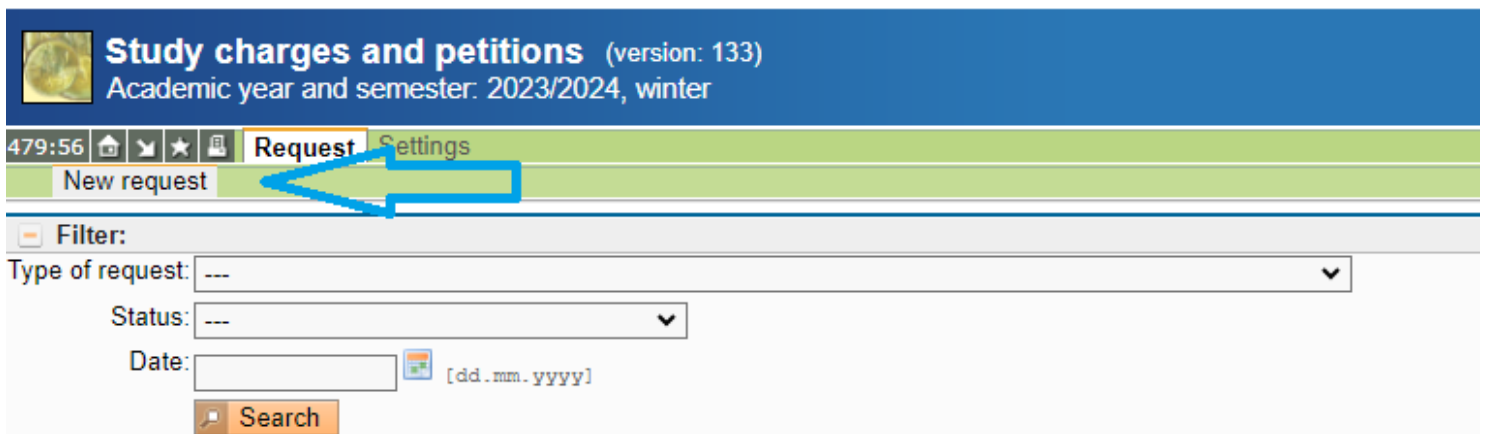 Study charges and petitions (version: 133)
Academic year and semester: 2023/2024, winter
479:56 Request Settings
New request
Filter:
Type of request: ---
Status: ---
Date: [dd.mm.yyyy]
Search